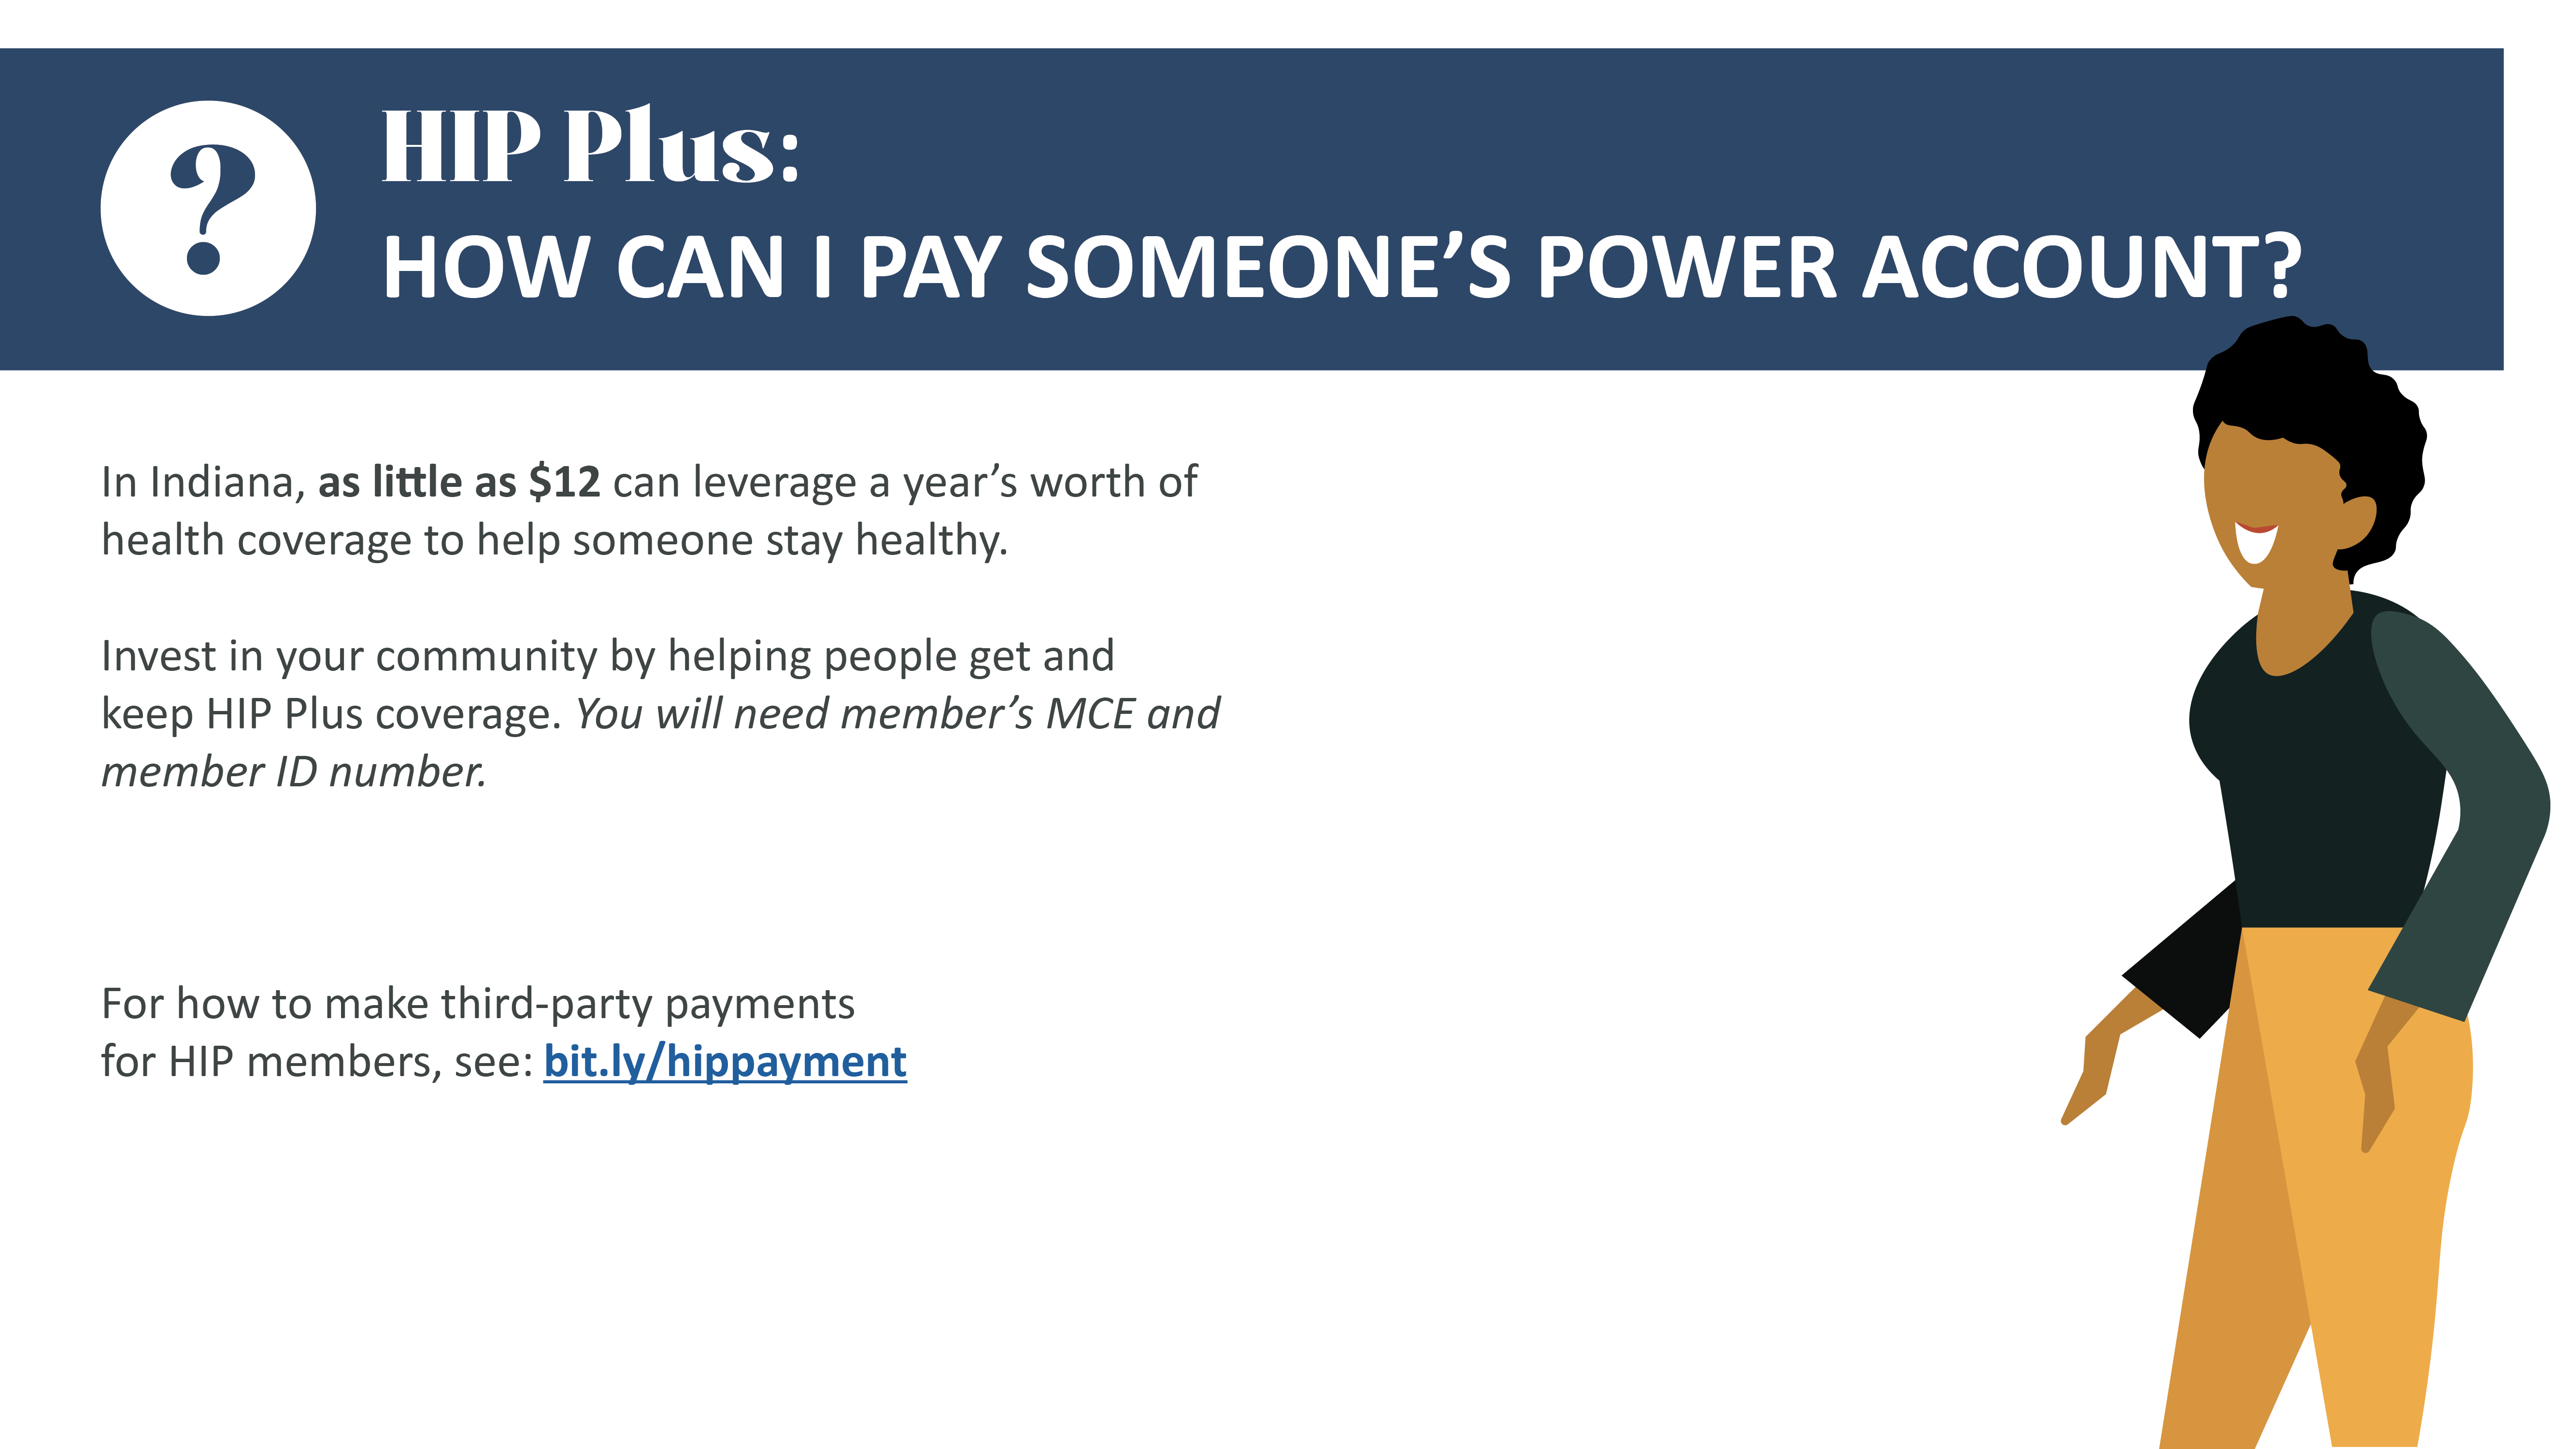 ?
HIP Plus:
HOW CAN I PAY SOMEONE’S POWER ACCOUNT?
In Indiana, as little as $12 can leverage a year’s worth of
health coverage to help someone stay healthy.
Invest in your community by helping people get and
keep HIP Plus coverage. You will need member’s MCE and
member ID number.
For how to make third-party payments
for HIP members, see: bit.ly/hippayment